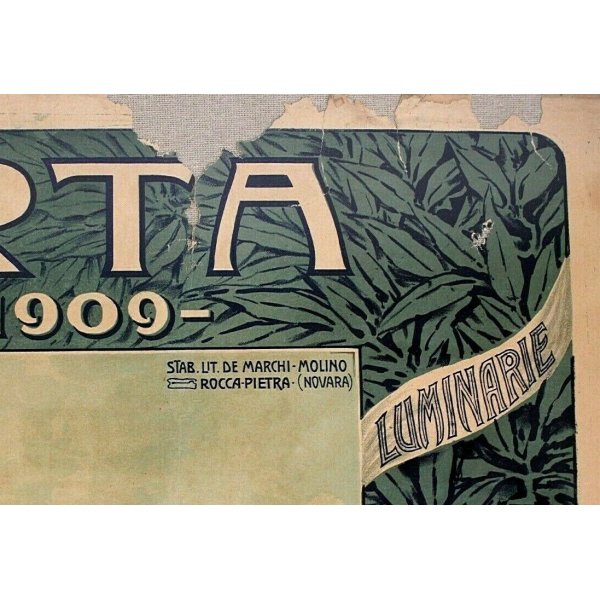 RTA
1909-
STAB. LIT. DE MARCHI-MOLINO
ROCCA-PIETRA-(NOVARA)
LUMINARIE